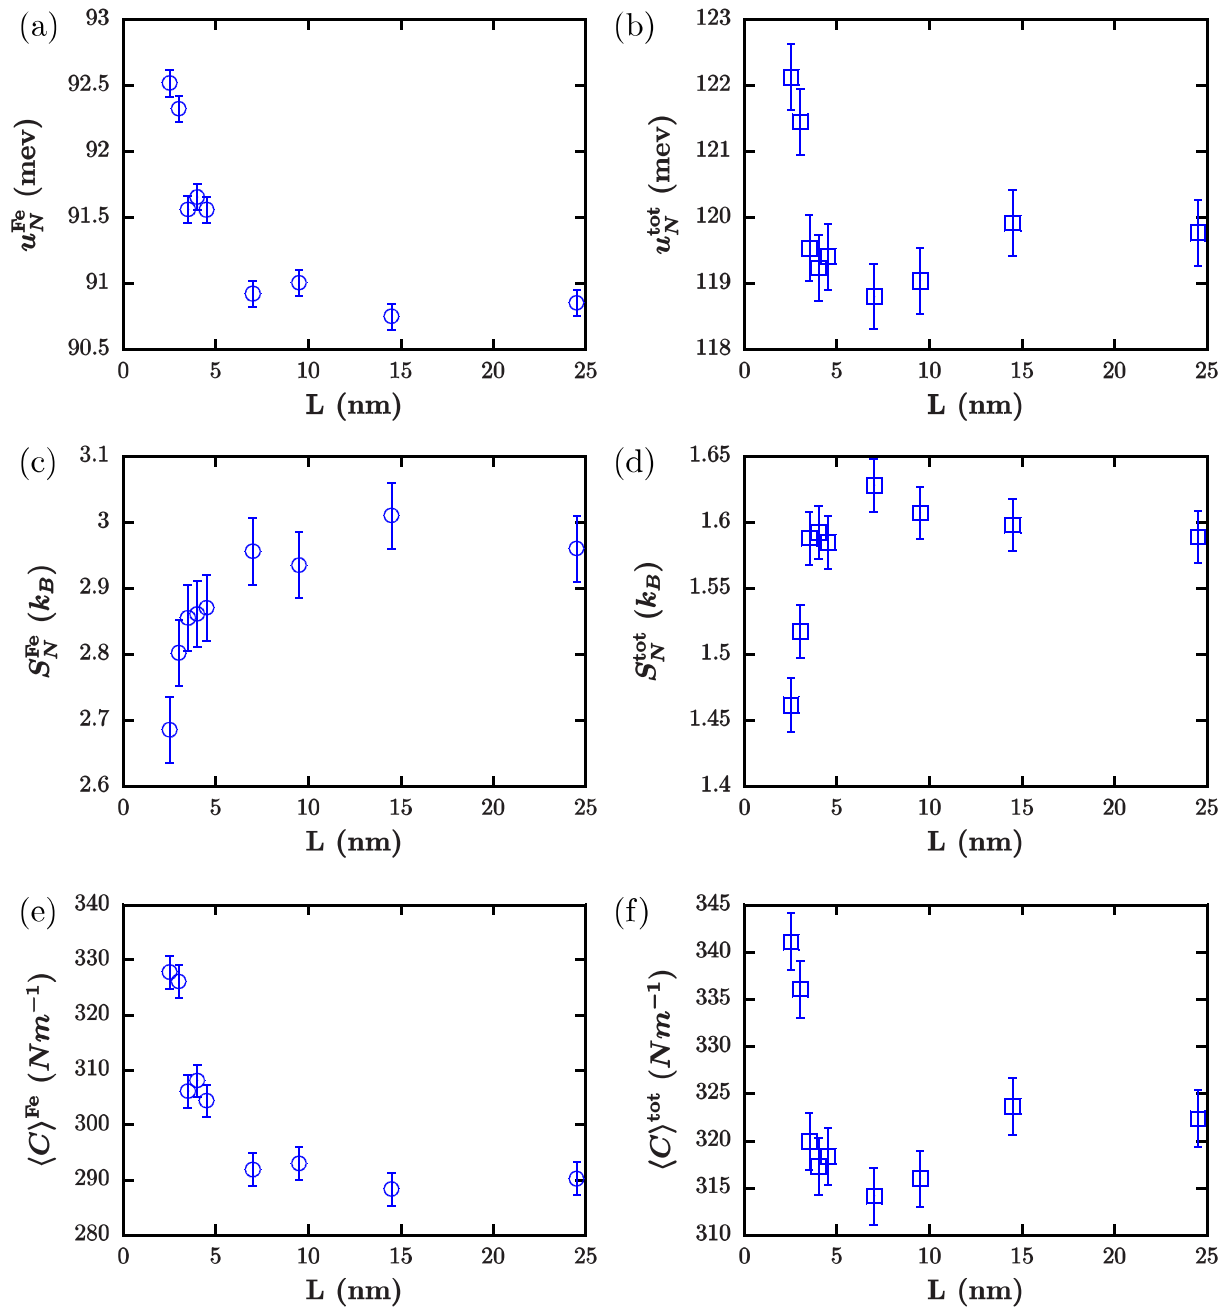 (a)
93
92.5
92
91.5
91
90.5
u_N^Fe (mev)
0 5 10 15 20 25
L (nm)
(b)
123
122
121
120
119
118
u_N^tot (mev)
0 5 10 15 20 25
L (nm)
(c)
3.1
3
2.9
2.8
2.7
2.6
S_N^Fe (k_B)
0 5 10 15 20 25
L (nm)
(d)
1.65
1.6
1.55
1.5
1.45
1.4
S_N^tot (k_B)
0 5 10 15 20 25
L (nm)
(e)
340
330
320
310
300
290
280
⟨C⟩^Fe (Nm^−1)
0 5 10 15 20 25
L (nm)
(f)
345
340
335
330
325
320
315
310
⟨C⟩^tot (Nm^−1)
0 5 10 15 20 25
L (nm)